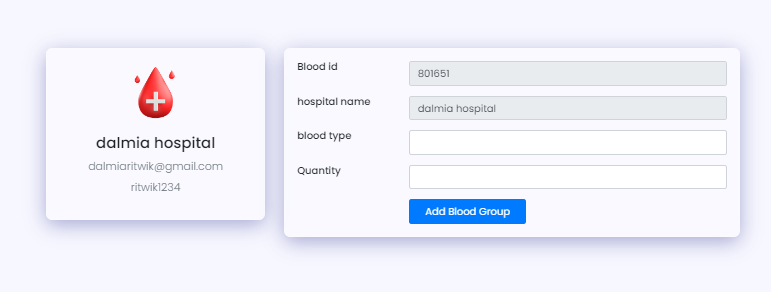 dalmia hospital
dalmiaritwik@gmail.com
ritwik1234
Blood id
801651
hospital name
dalmia hospital
blood type
Quantity
Add Blood Group